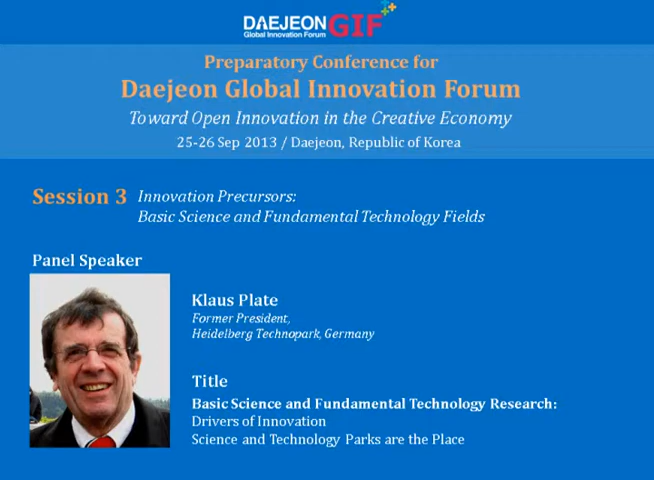 DAEJEON GIF
Global Innovation Forum
Preparatory Conference for
Daejeon Global Innovation Forum
Toward Open Innovation in the Creative Economy
25-26 Sep 2013 / Daejeon, Republic of Korea
Session 3 Innovation Precursors:
Basic Science and Fundamental Technology Fields
Panel Speaker
Klaus Plate
Former President,
Heidelberg Technopark, Germany
Title
Basic Science and Fundamental Technology Research:
Drivers of Innovation
Science and Technology Parks are the Place